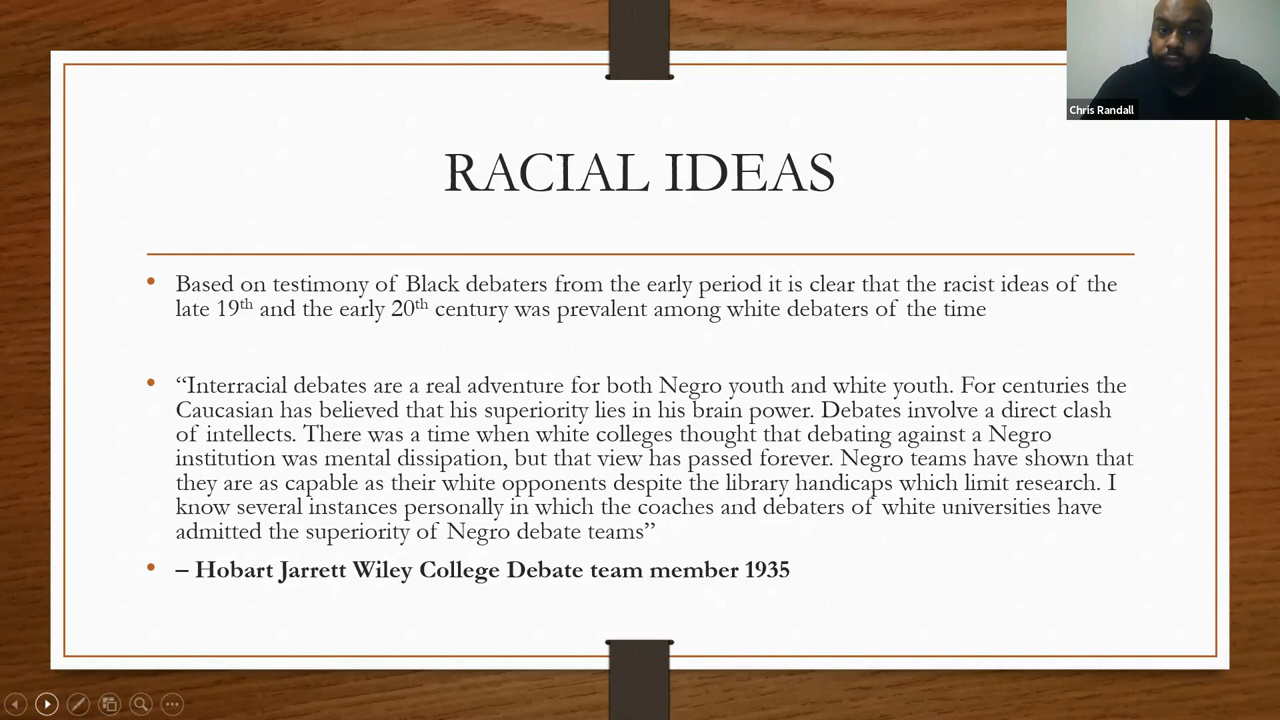 Chris Randall
RACIAL IDEAS
• Based on testimony of Black debaters from the early period it is clear that the racist ideas of the
late 19th and the early 20th century was prevalent among white debaters of the time
• “Interracial debates are a real adventure for both Negro youth and white youth. For centuries the
Caucasian has believed that his superiority lies in his brain power. Debates involve a direct clash
of intellects. There was a time when white colleges thought that debating against a Negro
institution was mental dissipation, but that view has passed forever. Negro teams have shown that
they are as capable as their white opponents despite the library handicaps which limit research. I
know several instances personally in which the coaches and debaters of white universities have
admitted the superiority of Negro debate teams”
• – Hobart Jarrett Wiley College Debate team member 1935